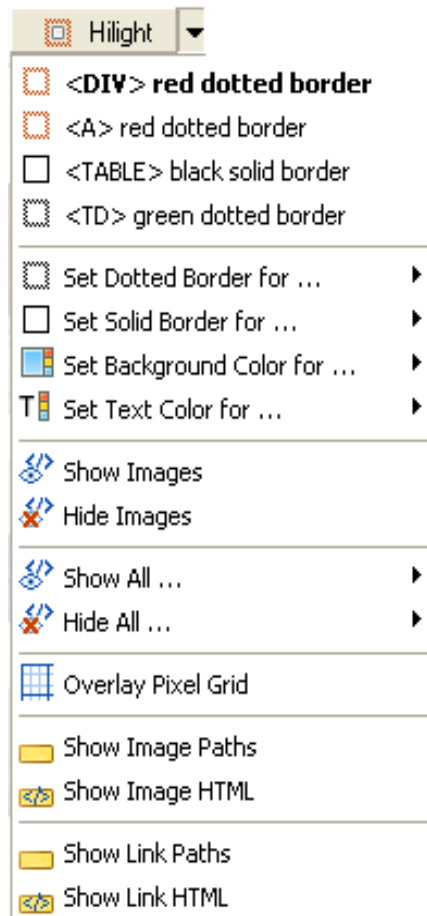 Hilight
<DIV> red dotted border
<A> red dotted border
<TABLE> black solid border
<TD> green dotted border
Set Dotted Border for ...
Set Solid Border for ...
Set Background Color for ...
T Set Text Color for ...
Show Images
Hide Images
Show All ...
Hide All ...
Overlay Pixel Grid
Show Image Paths
</> Show Image HTML
Show Link Paths
</> Show Link HTML